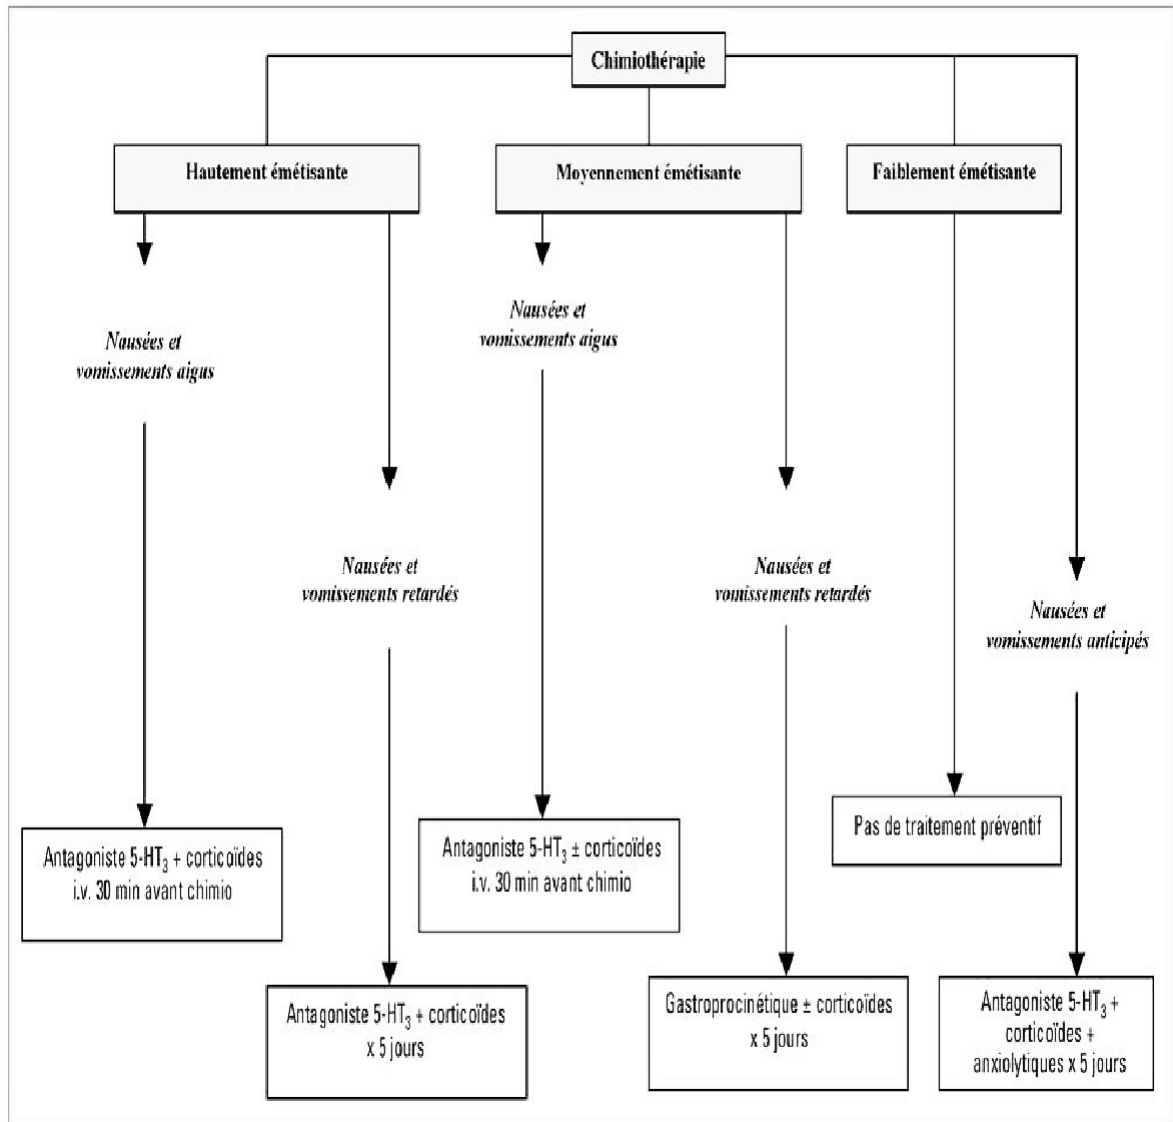 Chimiothérapie
Hautement émétisante
Moyennement émétisante
Faiblement émétisante
Nausées et
vomissements aigus
Nausées et
vomissements aigus
Nausées et
vomissements retardés
Nausées et
vomissements retardés
Nausées et
vomissements anticipés
Antagoniste 5-HT₃ + corticoïdes
i.v. 30 min avant chimio
Antagoniste 5-HT₃ + corticoïdes
x 5 jours
Antagoniste 5-HT₃ ± corticoïdes
i.v. 30 min avant chimio
Gastroprocinétique ± corticoïdes
x 5 jours
Pas de traitement préventif
Antagoniste 5-HT₃ +
corticoïdes +
anxiolytiques x 5 jours